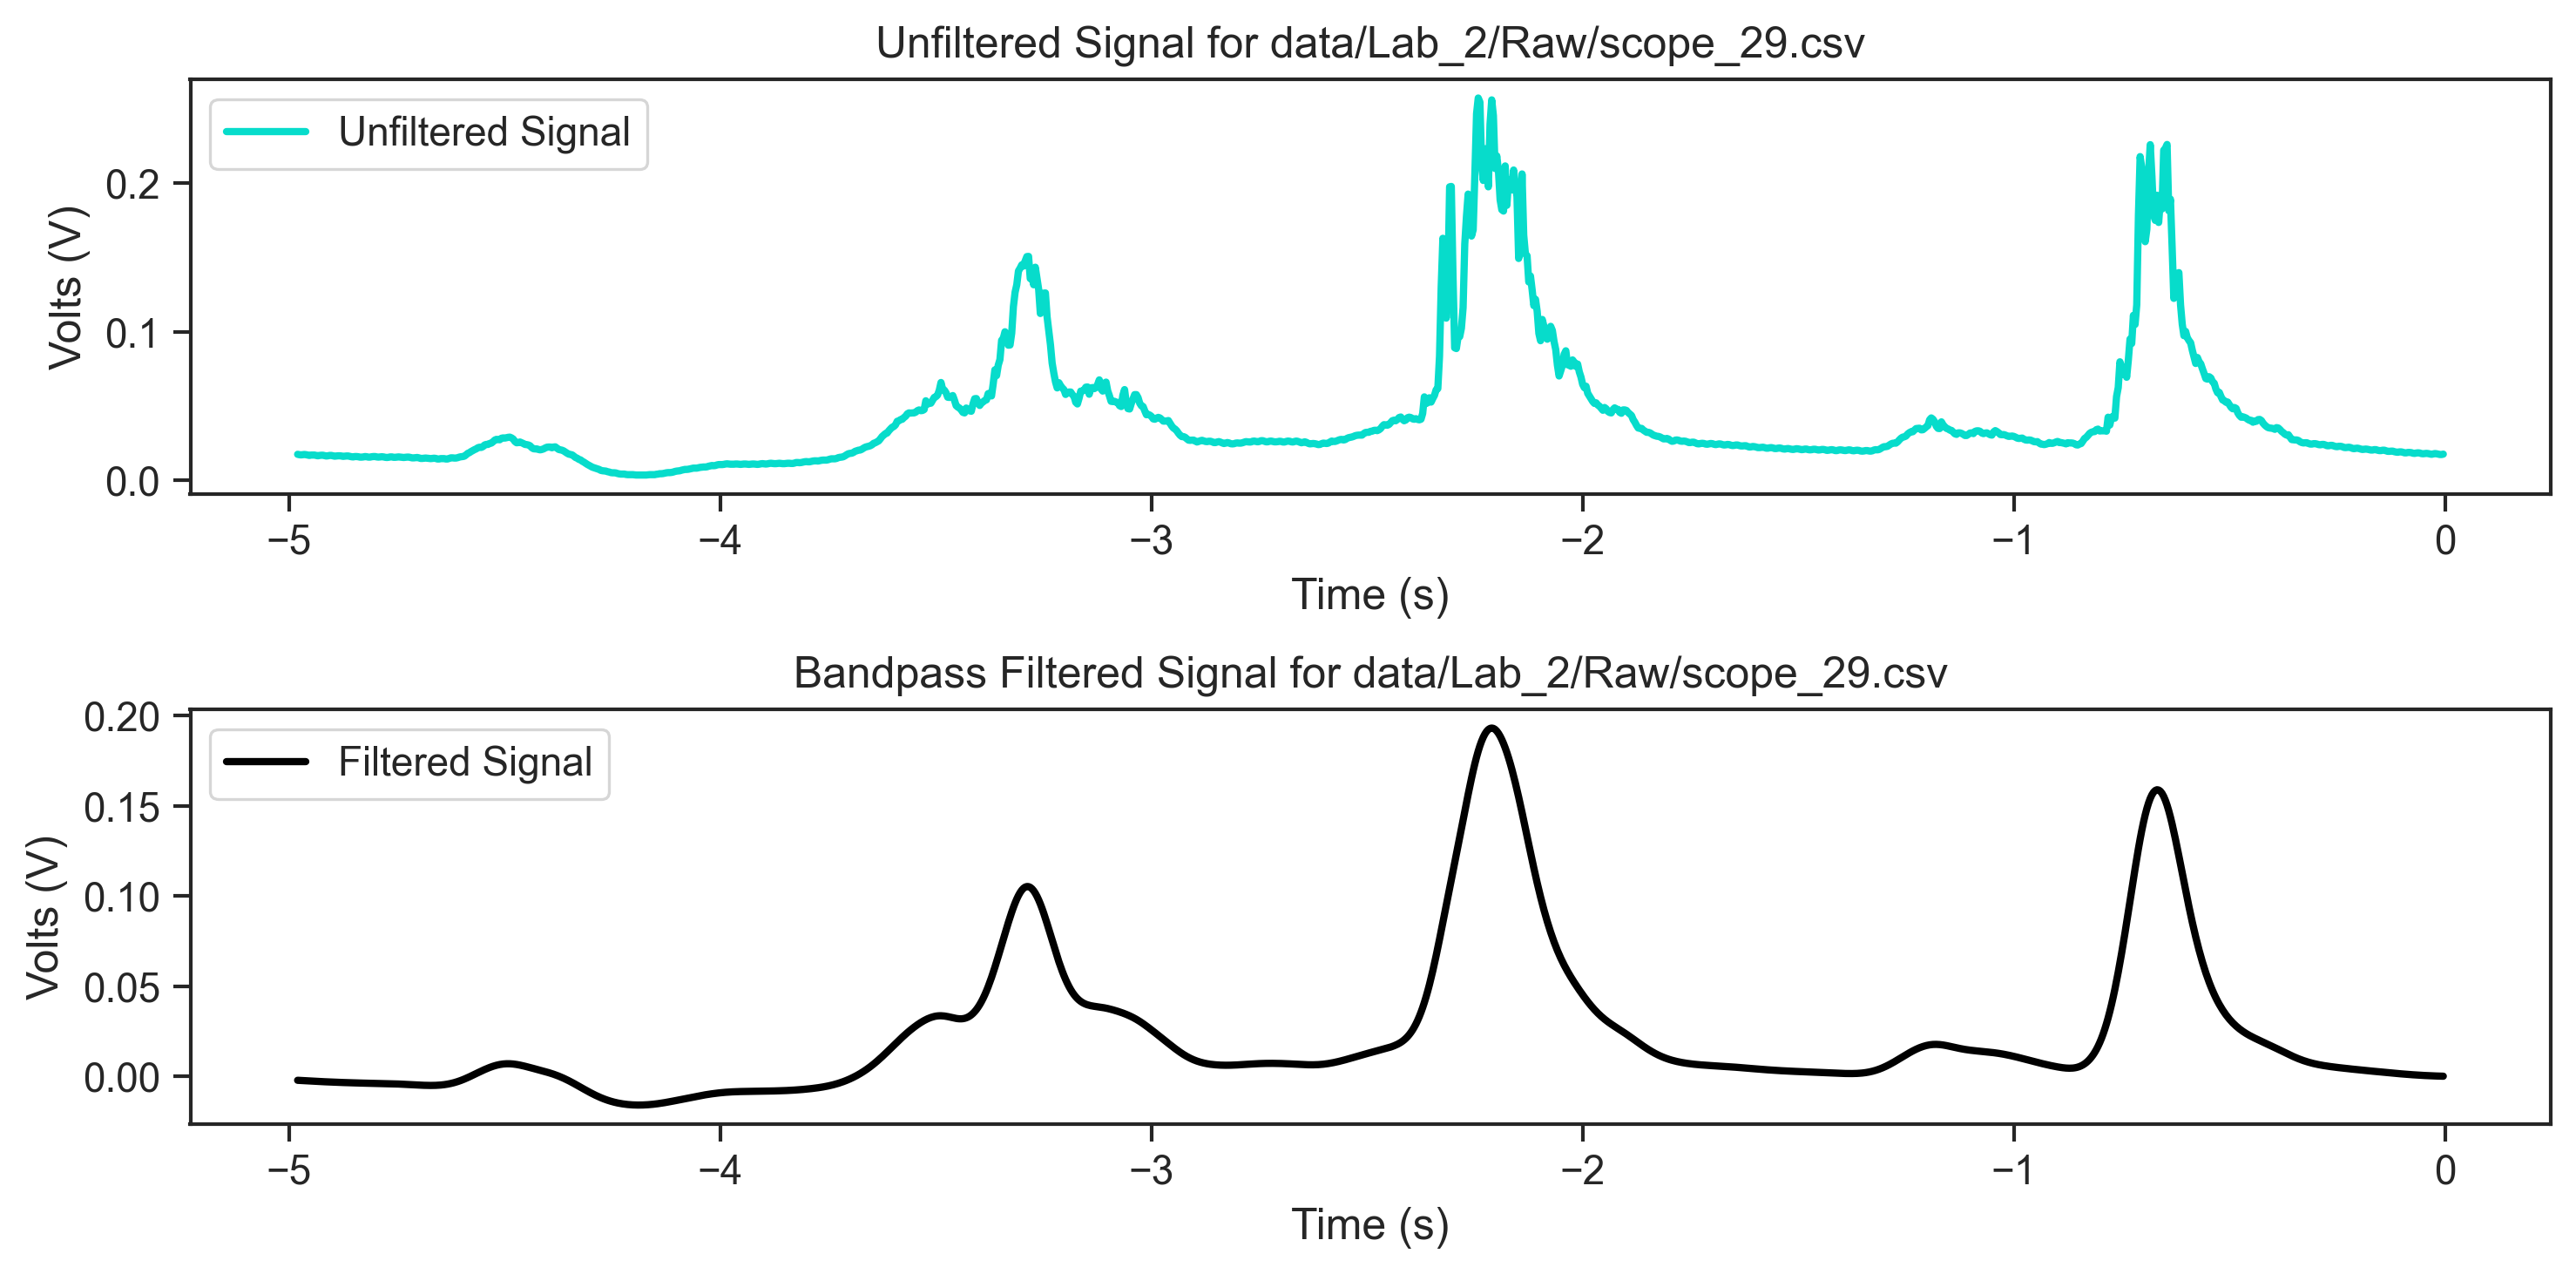 Unfiltered Signal for data/Lab_2/Raw/scope_29.csv
Unfiltered Signal
Volts (V)
0.2
0.1
0.0
−5 −4 −3 −2 −1 0
Time (s)
Bandpass Filtered Signal for data/Lab_2/Raw/scope_29.csv
Filtered Signal
Volts (V)
0.20
0.15
0.10
0.05
0.00
−5 −4 −3 −2 −1 0
Time (s)